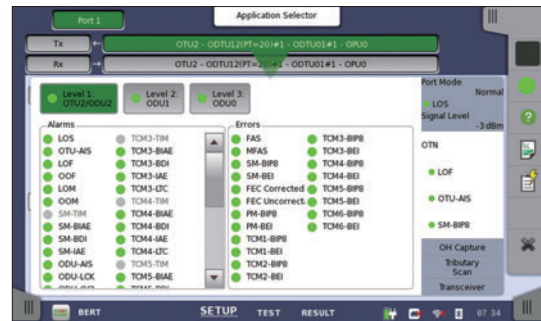 Port 1
Application Selector
Tx
OTU2 - ODTU12(PT=20)#1 - ODTU01#1 - OPU0
Rx
OTU2 - ODTU12(PT=20)#1 - ODTU01#1 - OPU0
Level 1:
OTU2/ODU2
Level 2:
ODU1
Level 3:
ODU0
Port Mode
Normal
LOS
Signal Level
-3 dBm
Alarms
LOS
OTU-AIS
LOF
OOF
LOM
OOM
SM-TIM
SM-BIAE
SM-BDI
SM-IAE
ODU-AIS
ODU-LCK
ODU-OCI
TCM3-TIM
TCM3-BIAE
TCM3-BDI
TCM3-IAE
TCM3-LTC
TCM4-TIM
TCM4-BIAE
TCM4-BDI
TCM4-IAE
TCM4-LTC
TCM5-TIM
TCM5-BIAE
TCM5-BDI
Errors
FAS
MFAS
SM-BIP8
SM-BEI
FEC Corrected
FEC Uncorrect
PM-BIP8
PM-BEI
TCM1-BIP8
TCM1-BEI
TCM2-BIP8
TCM2-BEI
TCM3-BIP8
TCM3-BEI
TCM4-BIP8
TCM4-BEI
TCM5-BIP8
TCM5-BEI
TCM6-BIP8
TCM6-BEI
OTN
LOF
OTU-AIS
SM-BIP8
OH Capture
Tributary
Scan
Transceiver
BERT
SETUP
TEST
RESULT
07 34